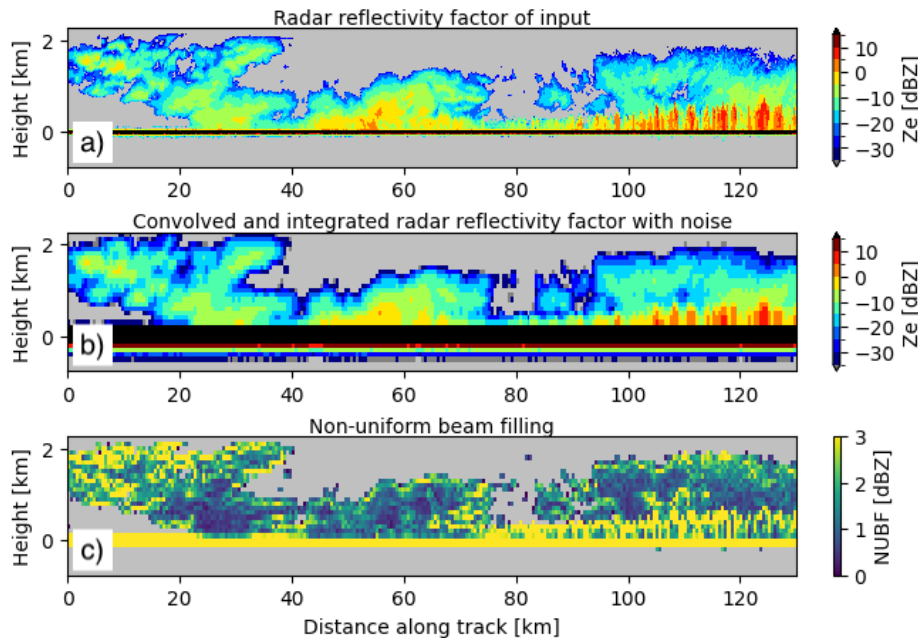 Radar reflectivity factor of input
2
0
Height [km]
a)
0 20 40 60 80 100 120
10
0
−10
−20
−30
Ze [dBZ]
Convolved and integrated radar reflectivity factor with noise
2
0
Height [km]
b)
0 20 40 60 80 100 120
10
0
−10
−20
−30
Ze [dBZ]
Non-uniform beam filling
2
0
Height [km]
c)
0 20 40 60 80 100 120
Distance along track [km]
3
2
1
0
NUBF [dBZ]